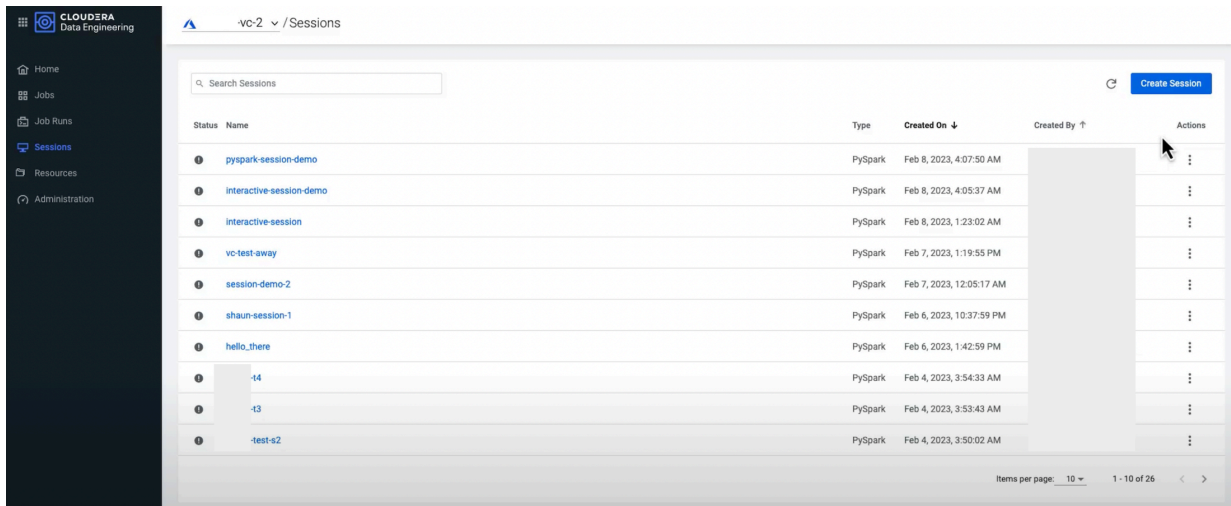 CLOUDERA
Data Engineering
-vc-2 / Sessions
Home
Jobs
Job Runs
Sessions
Resources
Administration
Search Sessions
Create Session
Status Name Type Created On ↓ Created By ↑ Actions
pyspark-session-demo PySpark Feb 8, 2023, 4:07:50 AM
interactive-session-demo PySpark Feb 8, 2023, 4:05:37 AM
interactive-session PySpark Feb 8, 2023, 1:23:02 AM
vc-test-away PySpark Feb 7, 2023, 1:19:55 PM
session-demo-2 PySpark Feb 7, 2023, 12:05:17 AM
shaun-session-1 PySpark Feb 6, 2023, 10:37:59 PM
hello_there PySpark Feb 6, 2023, 1:42:59 PM
-t4 PySpark Feb 4, 2023, 3:54:33 AM
-t3 PySpark Feb 4, 2023, 3:53:43 AM
-test-s2 PySpark Feb 4, 2023, 3:50:02 AM
Items per page: 10 1 - 10 of 26